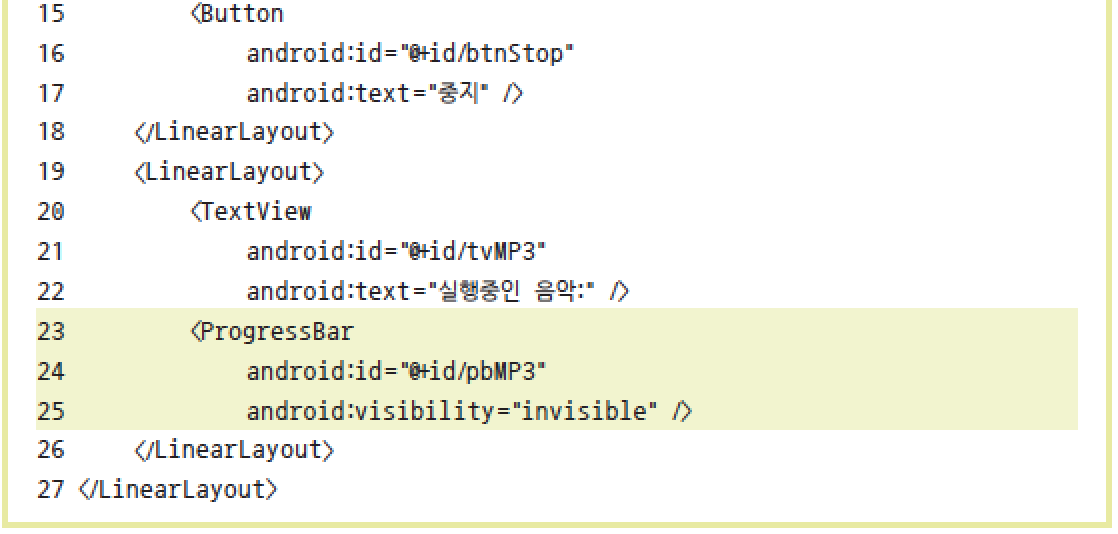 15 <Button
16 android:id="@+id/btnStop"
17 android:text="중지" />
18 </LinearLayout>
19 <LinearLayout>
20 <TextView
21 android:id="@+id/tvMP3"
22 android:text="실행중인 음악:" />
23 <ProgressBar
24 android:id="@+id/pbMP3"
25 android:visibility="invisible" />
26 </LinearLayout>
27 </LinearLayout>